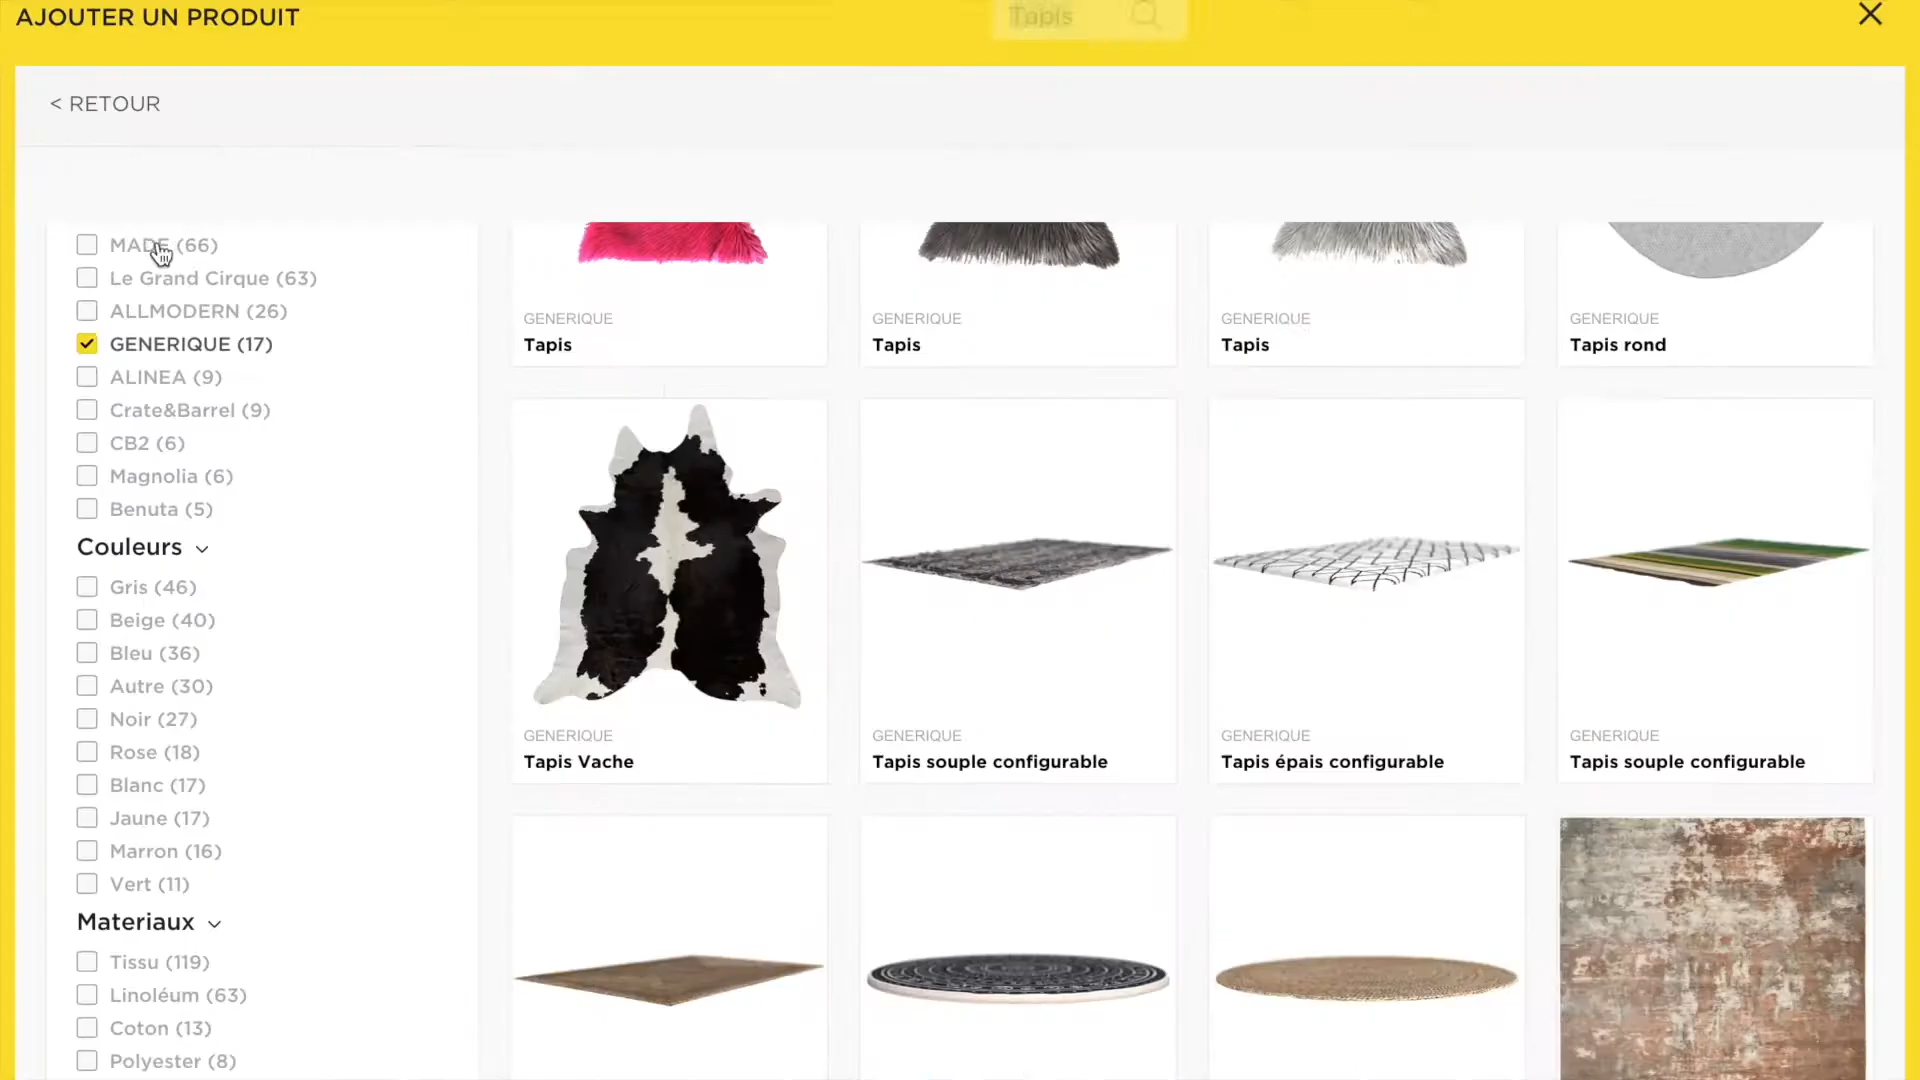 AJOUTER UN PRODUIT
Tapis
< RETOUR
MADE (66)
Le Grand Cirque (63)
ALLMODERN (26)
GENERIQUE (17)
ALINEA (9)
Crate&Barrel (9)
CB2 (6)
Magnolia (6)
Benuta (5)
Couleurs
Gris (46)
Beige (40)
Bleu (36)
Autre (30)
Noir (27)
Rose (18)
Blanc (17)
Jaune (17)
Marron (16)
Vert (11)
Materiaux
Tissu (119)
Linoléum (63)
Coton (13)
Polyester (8)
GENERIQUE
Tapis
GENERIQUE
Tapis
GENERIQUE
Tapis
GENERIQUE
Tapis rond
GENERIQUE
Tapis Vache
GENERIQUE
Tapis souple configurable
GENERIQUE
Tapis épais configurable
GENERIQUE
Tapis souple configurable